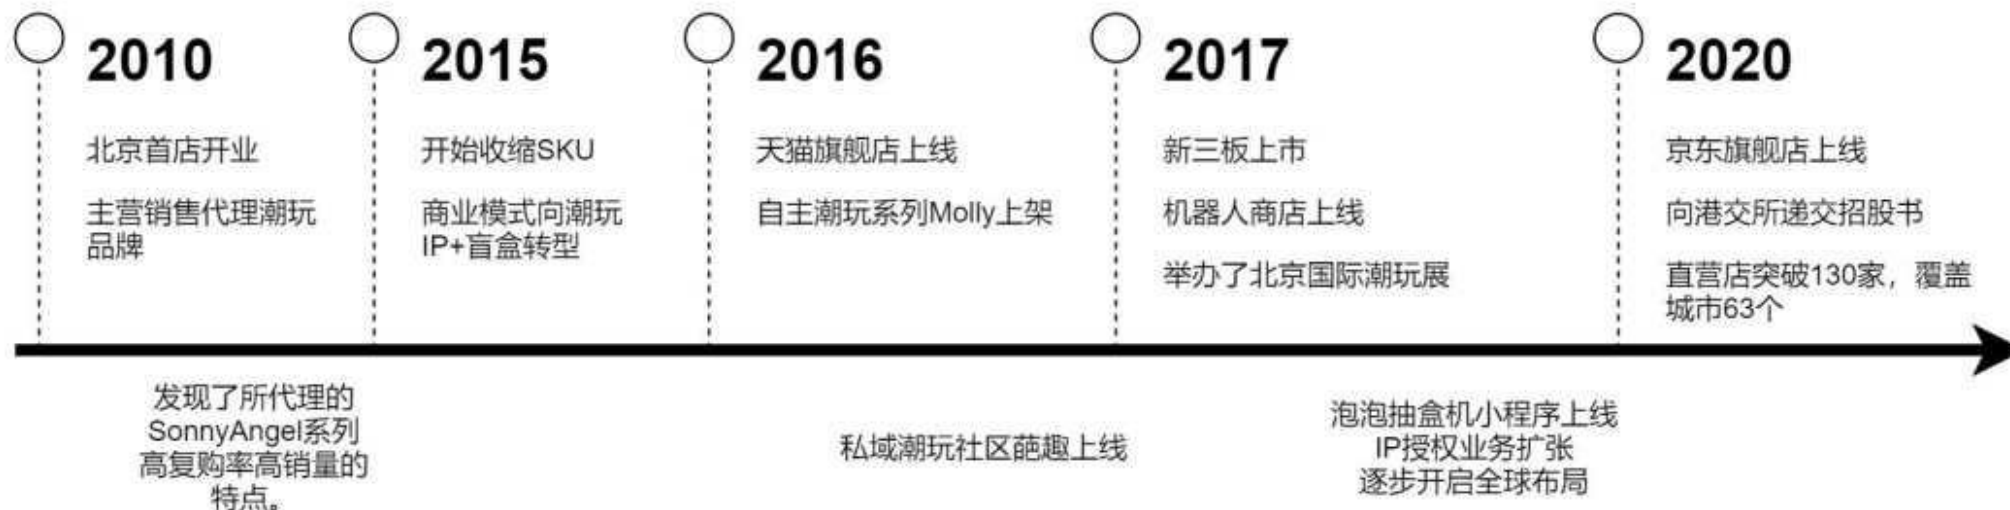 2010
北京首店开业
主营销售代理潮玩
品牌
2015
开始收缩SKU
商业模式向潮玩
IP+盲盒转型
2016
天猫旗舰店上线
自主潮玩系列Molly上架
2017
新三板上市
机器人商店上线
举办了北京国际潮玩展
2020
京东旗舰店上线
向港交所递交招股书
直营店突破130家，覆盖
城市63个
发现了所代理的
SonnyAngel系列
高复购率高销量的
特点。
私域潮玩社区葩趣上线
泡泡抽盒机小程序上线
IP授权业务扩张
逐步开启全球布局